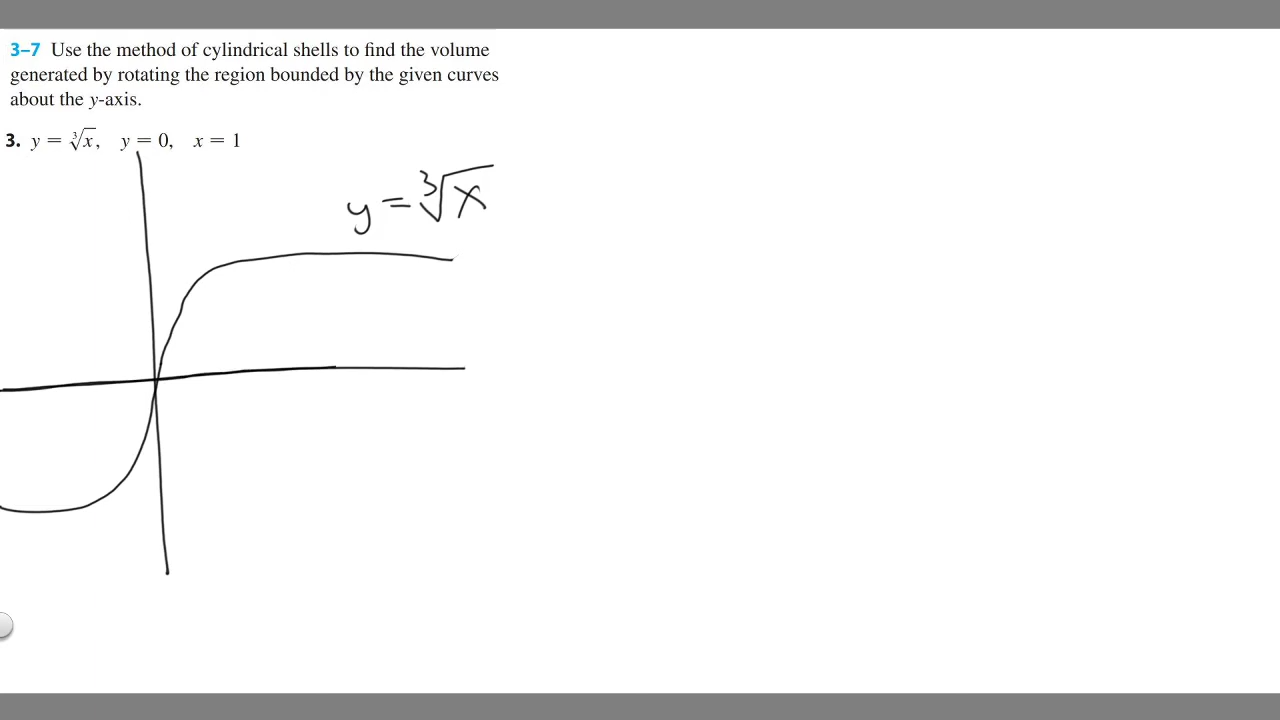 3–7 Use the method of cylindrical shells to find the volume
generated by rotating the region bounded by the given curves
about the y-axis.
3. y = ∛x, y = 0, x = 1
y = ∛x